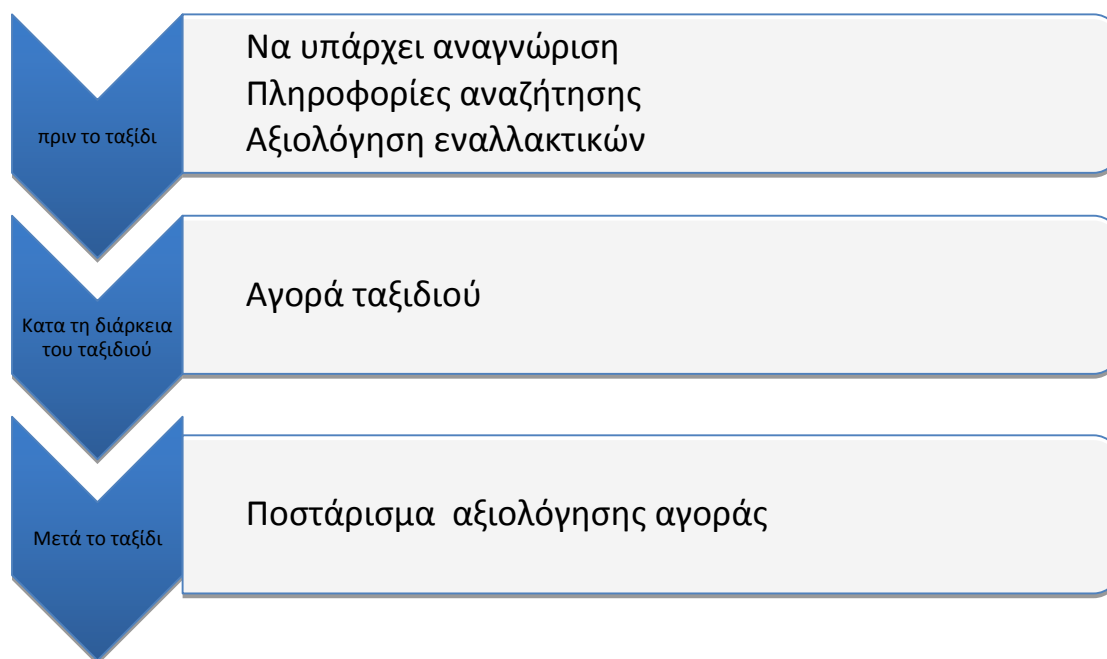 πριν το ταξίδι
Να υπάρχει αναγνώριση
Πληροφορίες αναζήτησης
Αξιολόγηση εναλλακτικών
Κατα τη διάρκεια
του ταξιδιού
Αγορά ταξιδιού
Μετά το ταξίδι
Ποστάρισμα αξιολόγησης αγοράς